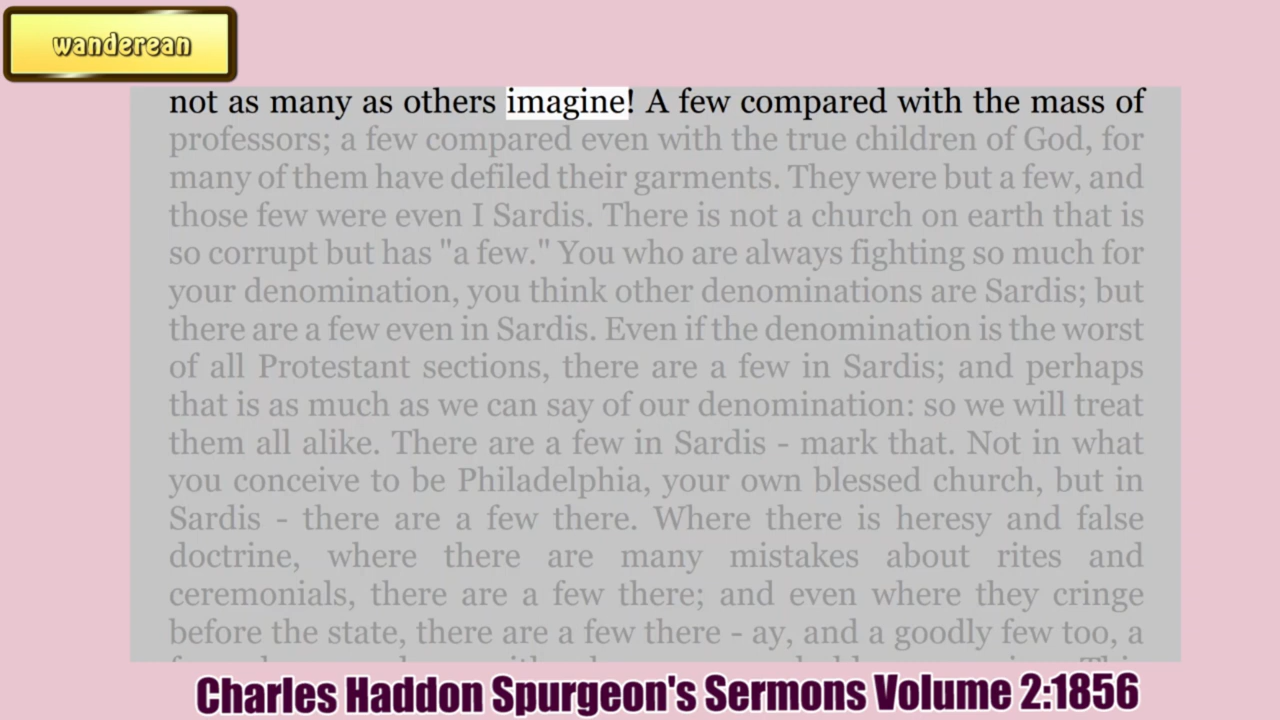 wanderean
not as many as others imagine! A few compared with the mass of
professors; a few compared even with the true children of God, for
many of them have defiled their garments. They were but a few, and
those few were even I Sardis. There is not a church on earth that is
so corrupt but has "a few." You who are always fighting so much for
your denomination, you think other denominations are Sardis; but
there are a few even in Sardis. Even if the denomination is the worst
of all Protestant sections, there are a few in Sardis; and perhaps
that is as much as we can say of our denomination: so we will treat
them all alike. There are a few in Sardis - mark that. Not in what
you conceive to be Philadelphia, your own blessed church, but in
Sardis - there are a few there. Where there is heresy and false
doctrine, where there are many mistakes about rites and
ceremonials, there are a few there; and even where they cringe
before the state, there are a few there - ay, and a goodly few too, a
Charles Haddon Spurgeon's Sermons Volume 2:1856